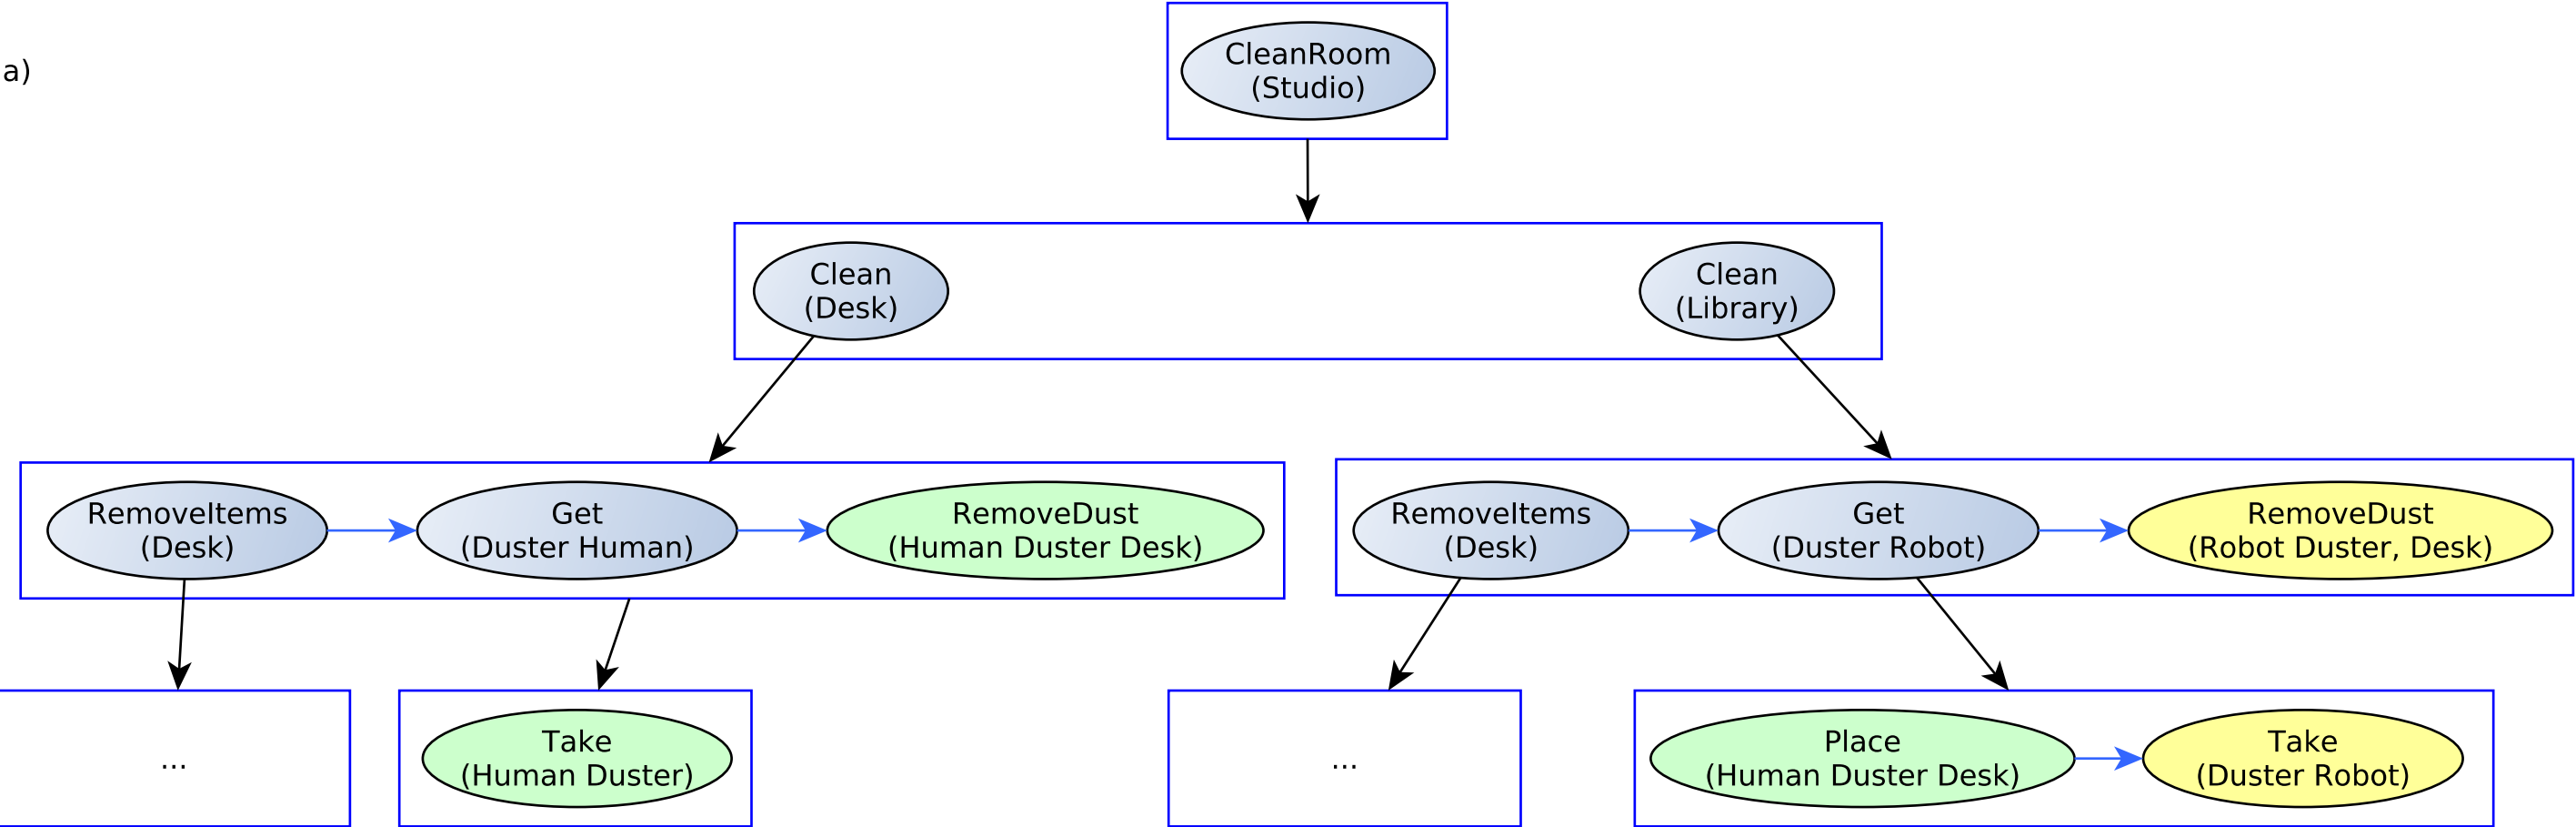 a)
CleanRoom
(Studio)
Clean
(Desk)
Clean
(Library)
RemoveItems
(Desk)
Get
(Duster Human)
RemoveDust
(Human Duster Desk)
RemoveItems
(Desk)
Get
(Duster Robot)
RemoveDust
(Robot Duster, Desk)
...
Take
(Human Duster)
...
Place
(Human Duster Desk)
Take
(Duster Robot)